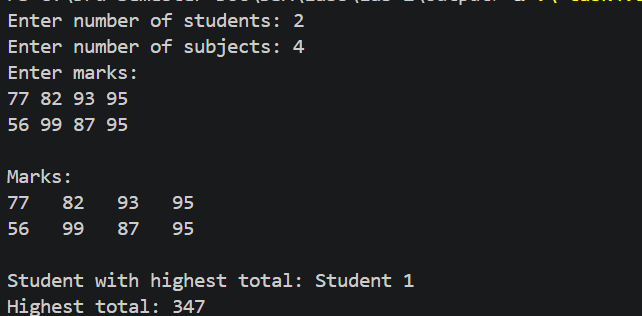 Enter number of students: 2
Enter number of subjects: 4
Enter marks:
77 82 93 95
56 99 87 95

Marks:
77   82   93   95
56   99   87   95

Student with highest total: Student 1
Highest total: 347